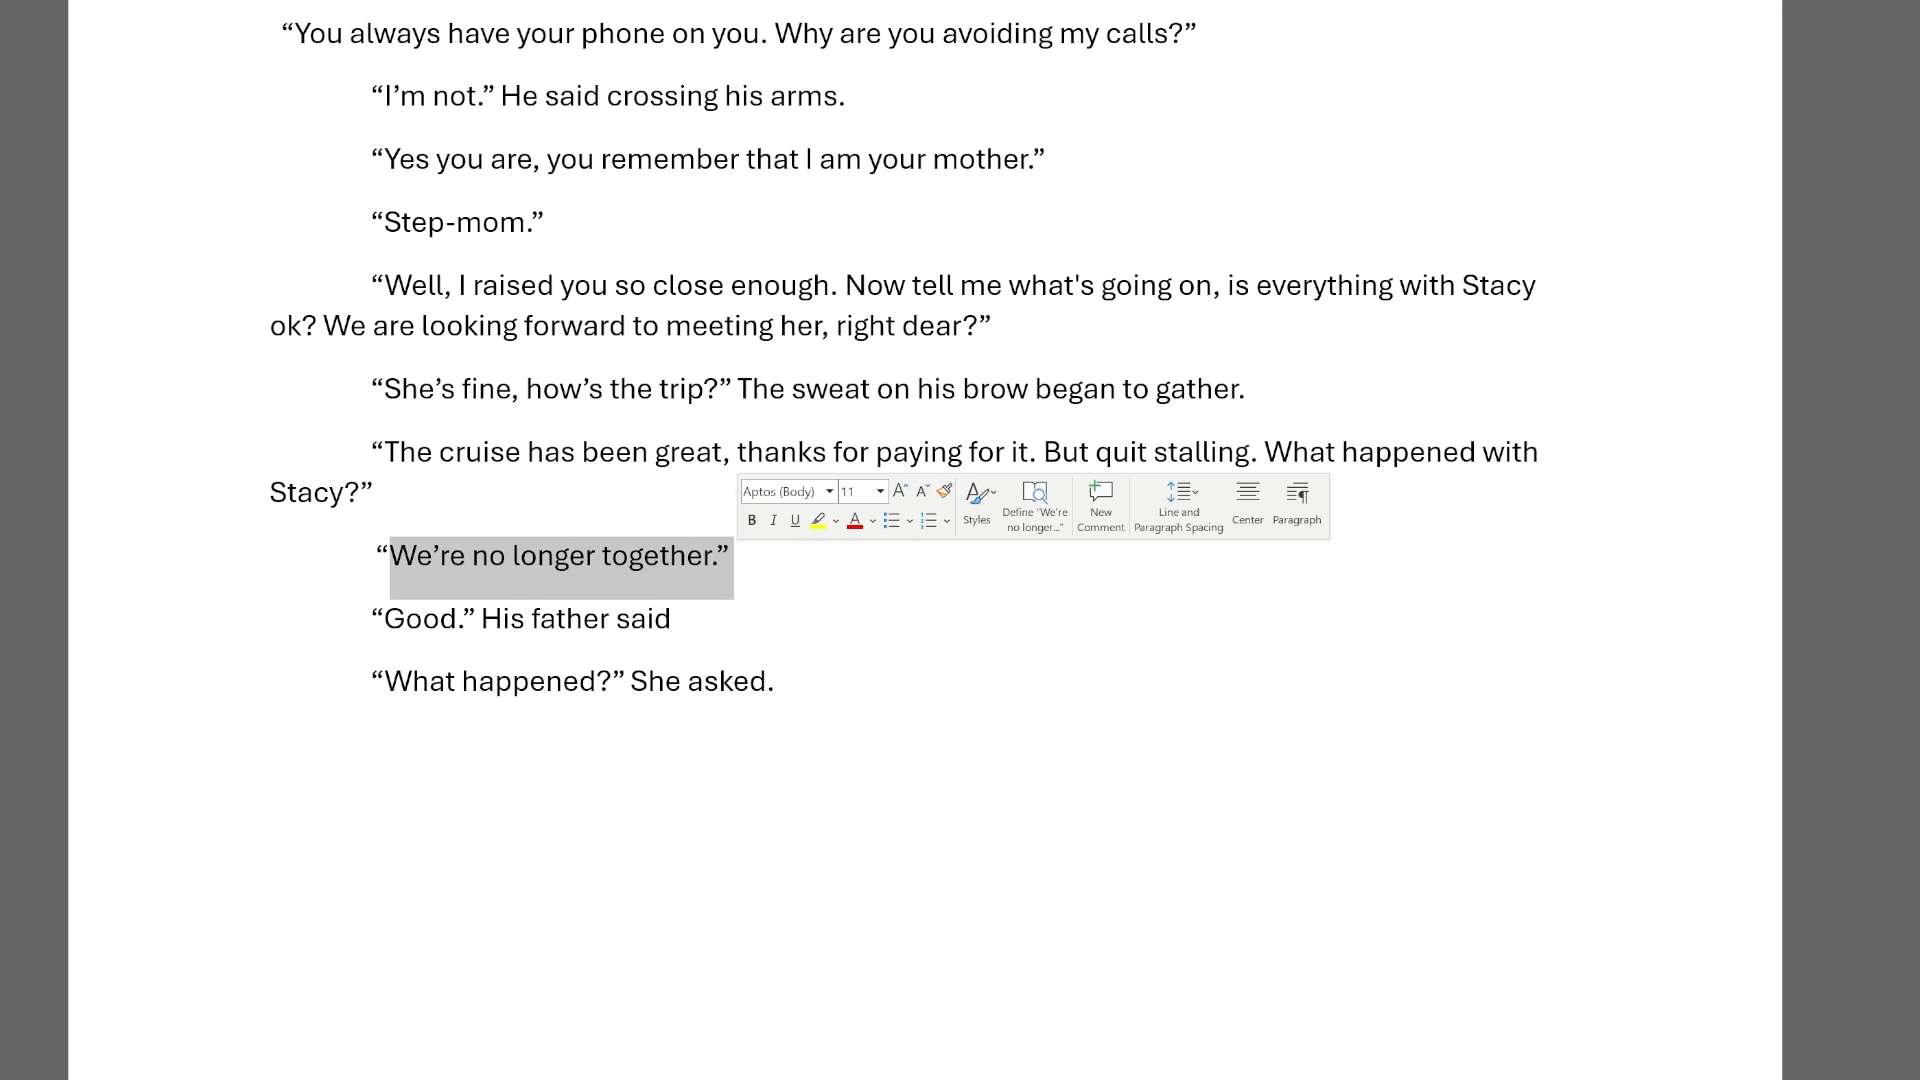 “You always have your phone on you. Why are you avoiding my calls?”
“I’m not.” He said crossing his arms.
“Yes you are, you remember that I am your mother.”
“Step-mom.”
“Well, I raised you so close enough. Now tell me what's going on, is everything with Stacy
ok? We are looking forward to meeting her, right dear?”
“She’s fine, how’s the trip?” The sweat on his brow began to gather.
“The cruise has been great, thanks for paying for it. But quit stalling. What happened with
Stacy?”
Aptos (Body) 11
B I U A Styles Define "We're no longer..." New Comment Line and Paragraph Spacing Center Paragraph
“We’re no longer together.”
“Good.” His father said
“What happened?” She asked.